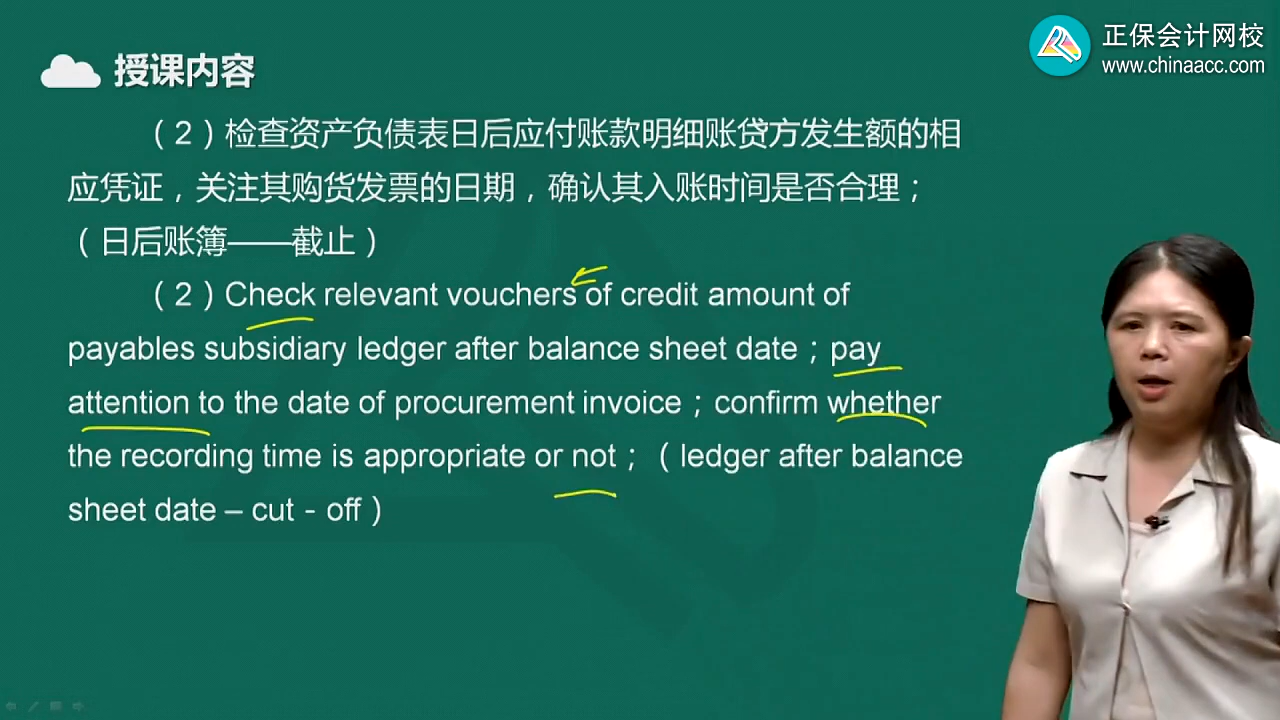 授课内容
正保会计网校
www.chinaacc.com
（2）检查资产负债表日后应付账款明细账贷方发生额的相
应凭证，关注其购货发票的日期，确认其入账时间是否合理；
（日后账簿——截止）
（2）Check relevant vouchers of credit amount of
payables subsidiary ledger after balance sheet date；pay
attention to the date of procurement invoice；confirm whether
the recording time is appropriate or not；（ledger after balance
sheet date – cut - off）